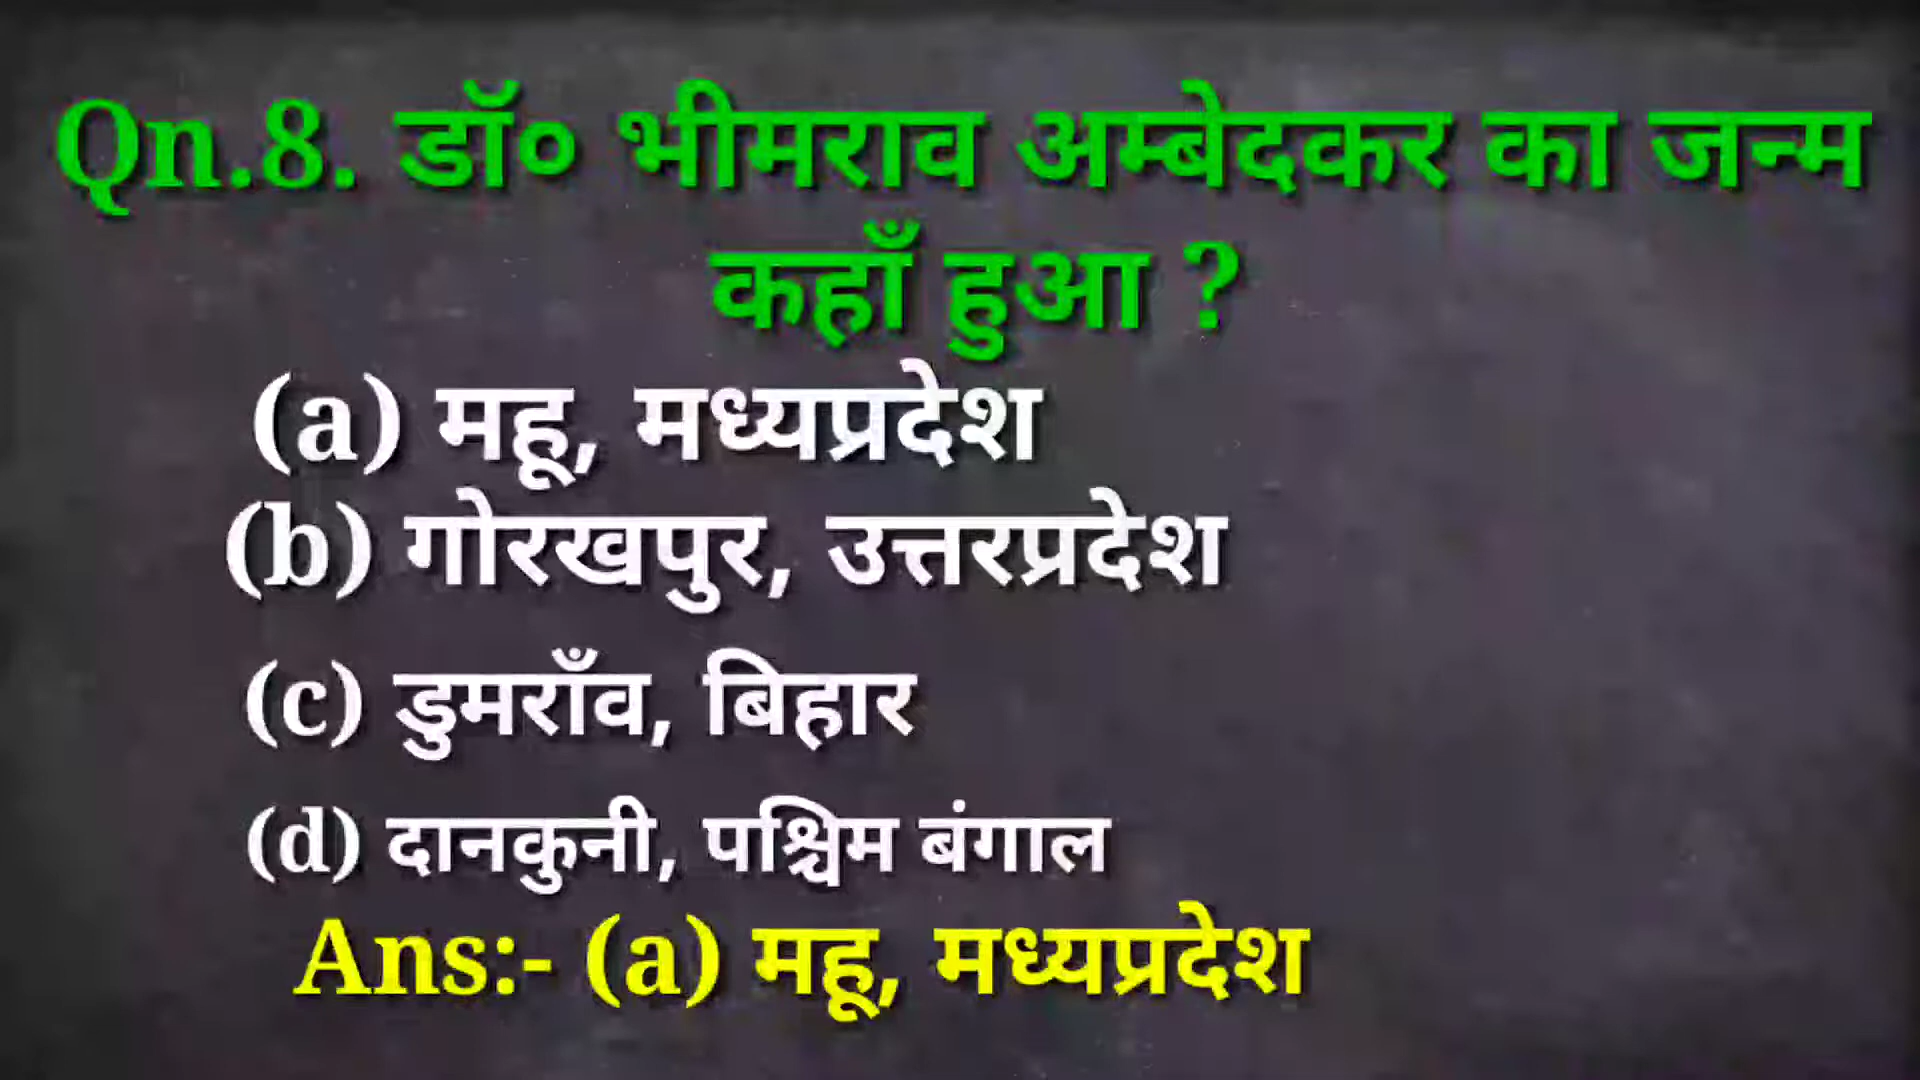 Qn.8. डॉ० भीमराव अम्बेदकर का जन्म
कहाँ हुआ ?
(a) महू, मध्यप्रदेश
(b) गोरखपुर, उत्तरप्रदेश
(c) डुमराँव, बिहार
(d) दानकुनी, पश्चिम बंगाल
Ans:- (a) महू, मध्यप्रदेश